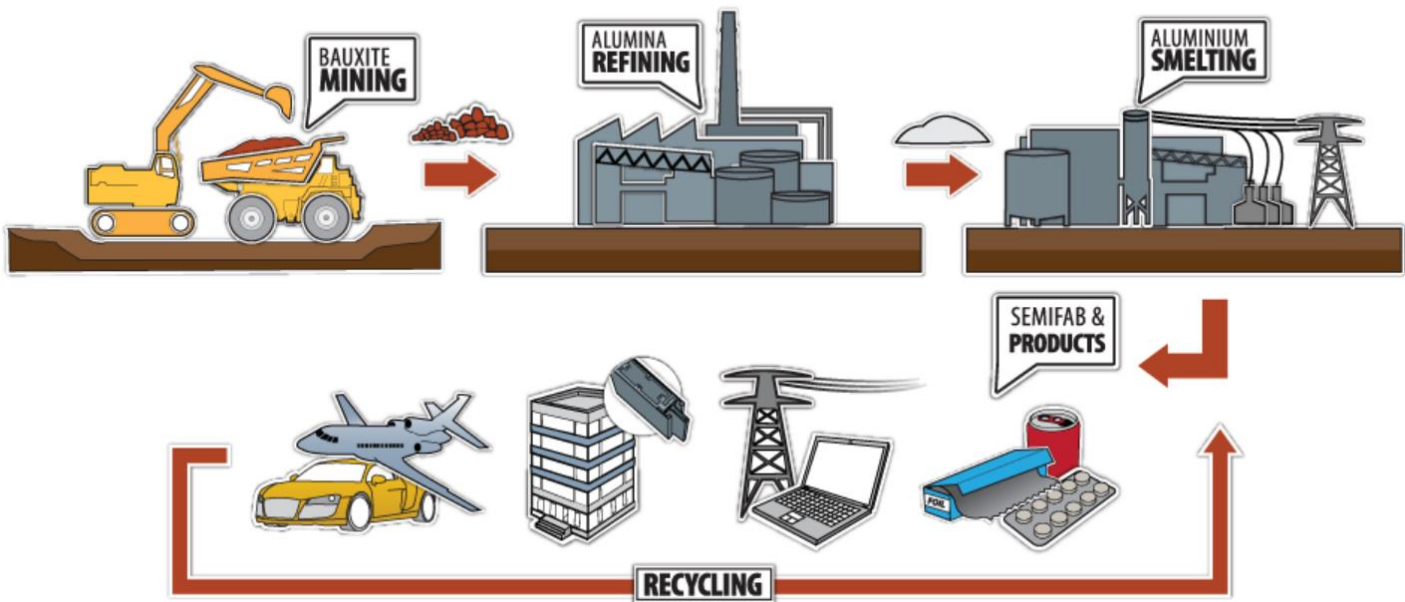 BAUXITE
MINING
ALUMINA
REFINING
ALUMINIUM
SMELTING
SEMIFAB &
PRODUCTS
FOIL
RECYCLING